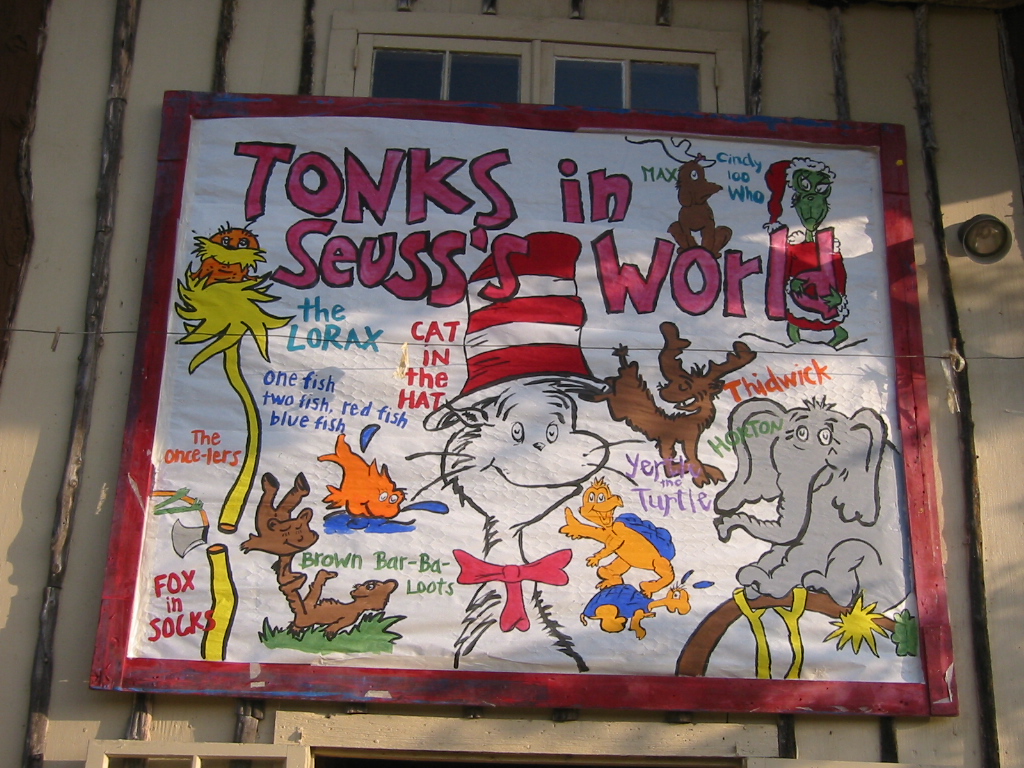 TONKS in
Seuss's World
MAX
Cindy
loo
Who
the
LORAX
CAT
IN
the
HAT
one fish
two fish, red fish
blue fish
Thidwick
HORTON
The
once-lers
Yertle
the
Turtle
Brown Bar-Ba-
Loots
FOX
in
SOCKS